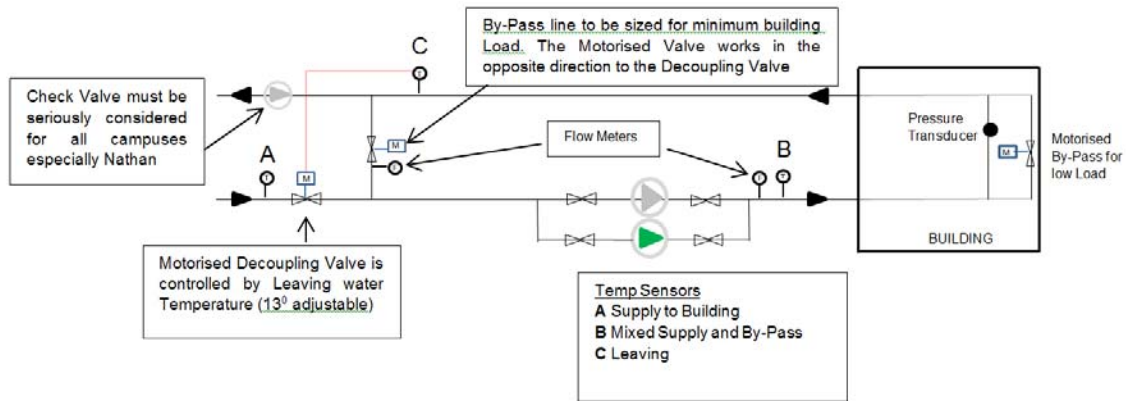 By-Pass line to be sized for minimum building
Load. The Motorised Valve works in the
opposite direction to the Decoupling Valve
C
T
Check Valve must be
seriously considered
for all campuses
especially Nathan
Flow Meters
Pressure
Transducer
M
Motorised
By-Pass for
low Load
A
T
M
M
F
B
F
T
BUILDING
Motorised Decoupling Valve is
controlled by Leaving water
Temperature (13⁰ adjustable)
Temp Sensors
A Supply to Building
B Mixed Supply and By-Pass
C Leaving